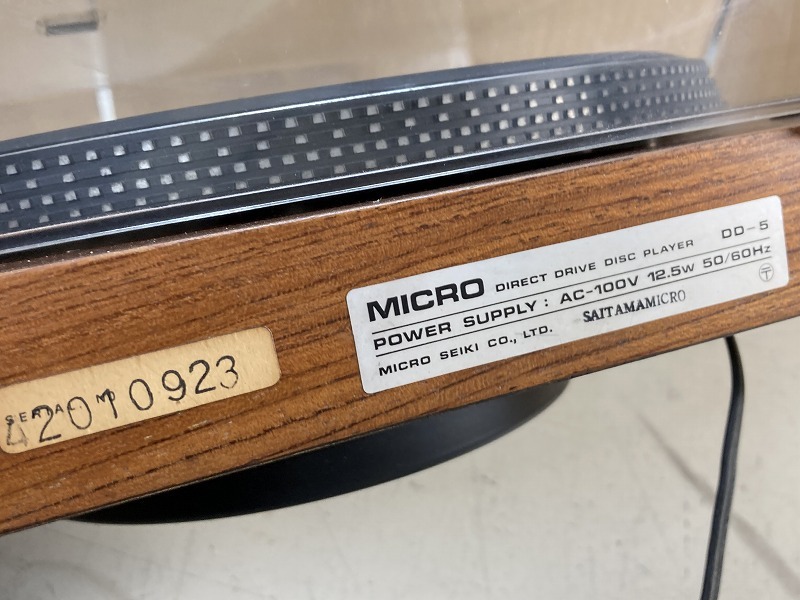 MICRO DIRECT DRIVE DISC PLAYER DD-5
POWER SUPPLY : AC-100V 12.5W 50/60Hz
MICRO SEIKI CO., LTD. SAITAMAMICRO
SERIAL
42010923